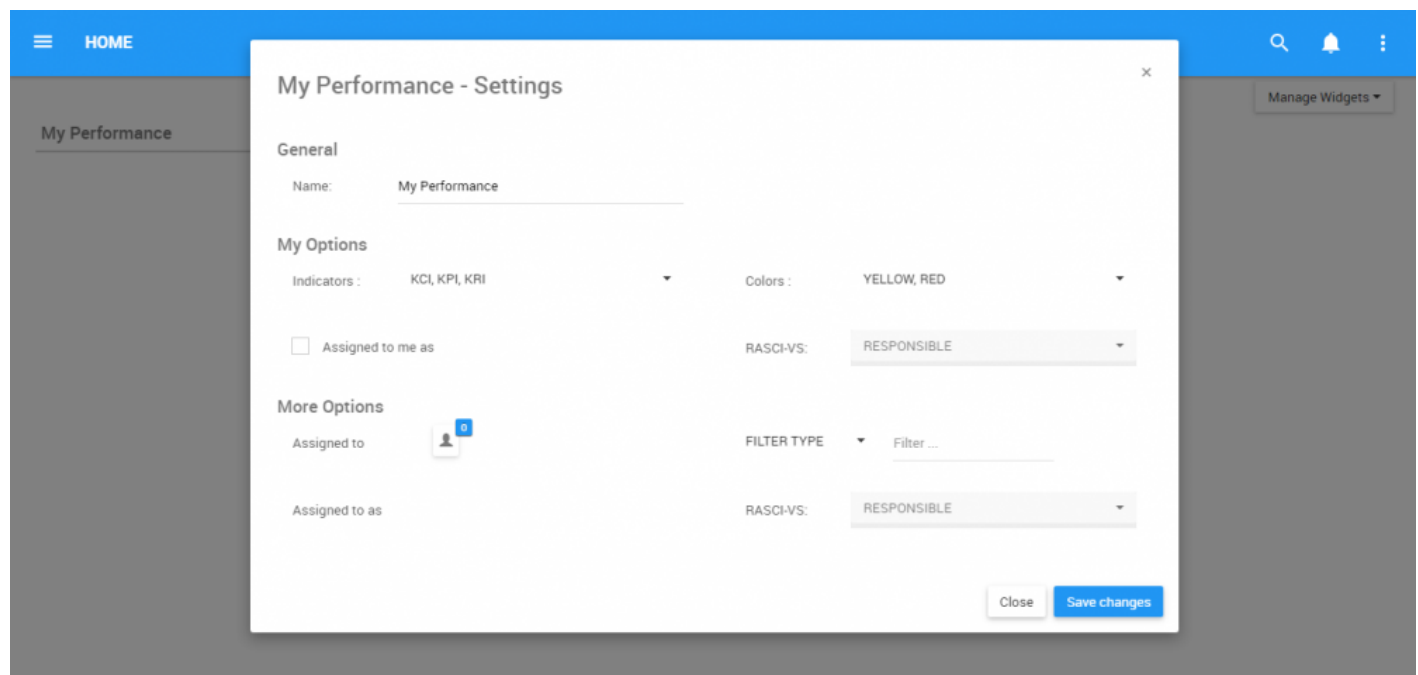 HOME
Manage Widgets
My Performance
My Performance - Settings
×
General
Name: My Performance
My Options
Indicators : KCI, KPI, KRI Colors : YELLOW, RED
Assigned to me as RASCI-VS: RESPONSIBLE
More Options
Assigned to 0 FILTER TYPE Filter ...
Assigned to as RASCI-VS: RESPONSIBLE
Close Save changes